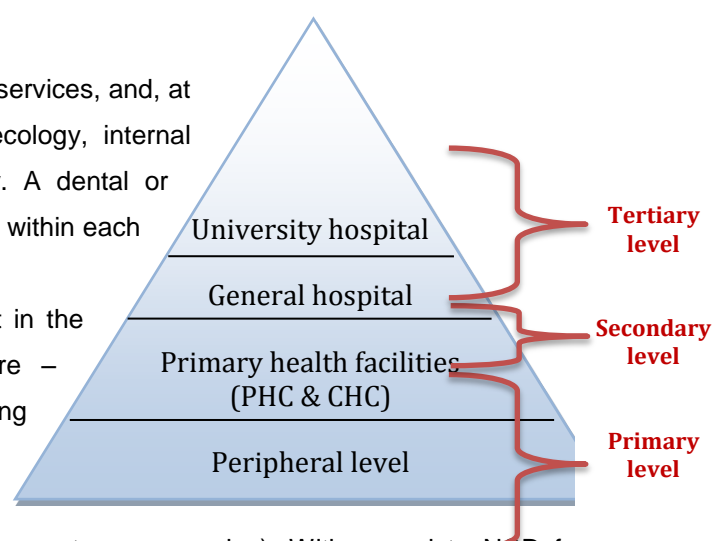 services, and, at
ecology, internal
A dental or
within each
in the
re –
ng
University hospital
General hospital
Primary health facilities
(PHC & CHC)
Peripheral level
Tertiary
level
Secondary
level
Primary
level